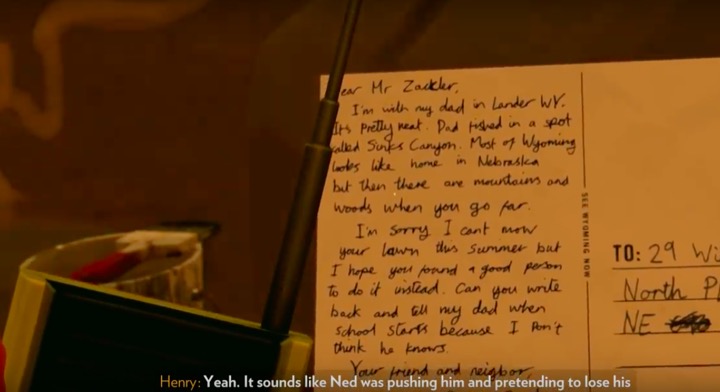 ear Mr Zackler,
I'm with my dad in Lander WY.
It's pretty neat. Dad fished in a spot
called Sinks Canyon. Most of Wyoming
looks like home in Nebraska
but then there are mountains and
woods when you go far.
I'm sorry I cant mow
your lawn this summer but
I hope you found a good person
to do it instead. Can you write
back and tell my dad when
school starts because I don't
think he knows.
Your friend and neighbor,
SEE WYOMING NOW
TO: 29 Wi
North Pl
NE
Henry: Yeah. It sounds like Ned was pushing him and pretending to lose his